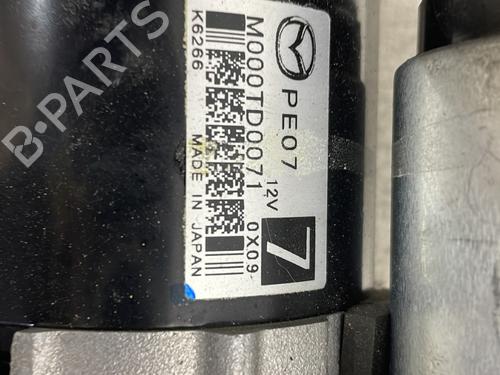 PE07
12V
7
M000TD0071 0X09
K6266 MADE IN JAPAN
B-PARTS